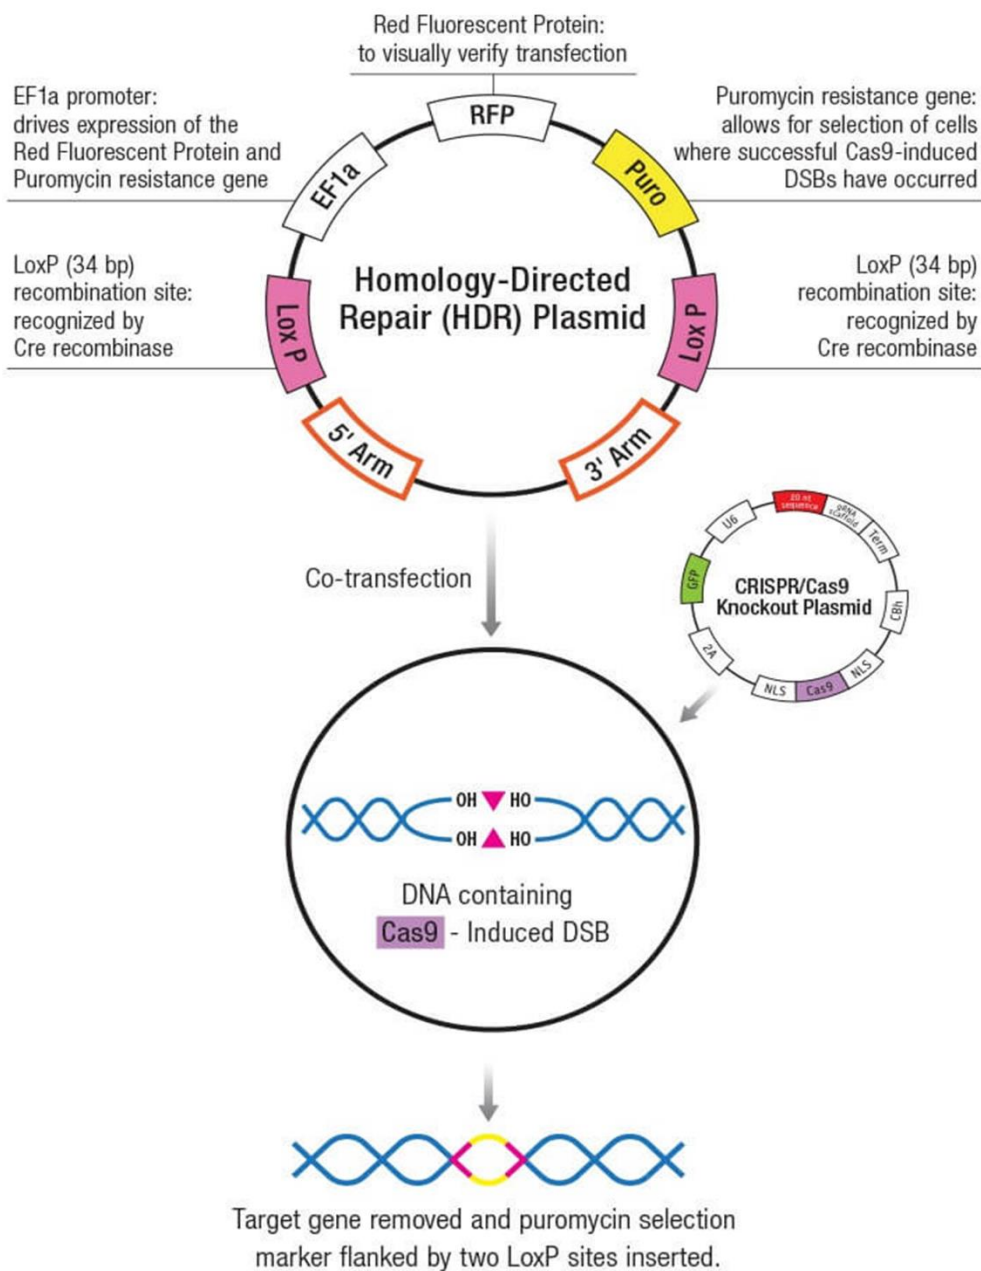 Red Fluorescent Protein:
to visually verify transfection
EF1a promoter:
drives expression of the
Red Fluorescent Protein and
Puromycin resistance gene
Puromycin resistance gene:
allows for selection of cells
where successful Cas9-induced
DSBs have occurred
RFP
EF1a
Puro
LoxP (34 bp)
recombination site:
recognized by
Cre recombinase
Homology-Directed
Repair (HDR) Plasmid
LoxP (34 bp)
recombination site:
recognized by
Cre recombinase
Lox P
Lox P
5' Arm
3' Arm
Co-transfection
20 nt
sequence
gRNA
scaffold
U6
Term
GFP
CRISPR/Cas9
Knockout Plasmid
CBh
2A
NLS
Cas9
NLS
OH HO
OH HO
DNA containing
Cas9 - Induced DSB
Target gene removed and puromycin selection
marker flanked by two LoxP sites inserted.